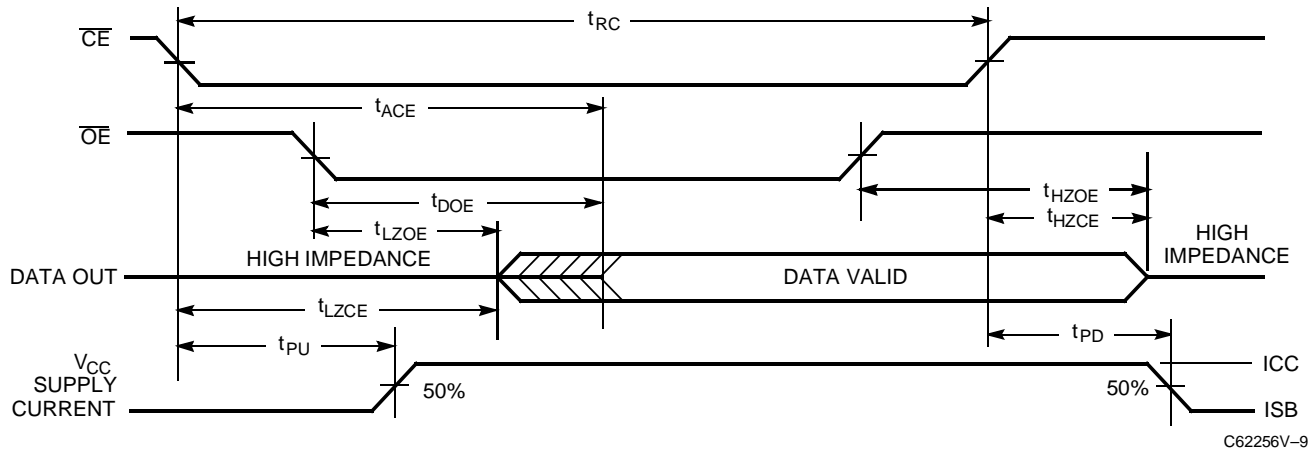 tRC
CE
tACE
OE
tDOE
tHZOE
tLZOE
tHZCE
HIGH IMPEDANCE
HIGH
IMPEDANCE
DATA OUT
DATA VALID
tLZCE
tPU
tPD
VCC
SUPPLY
CURRENT
50%
50%
ICC
ISB
C62256V–9